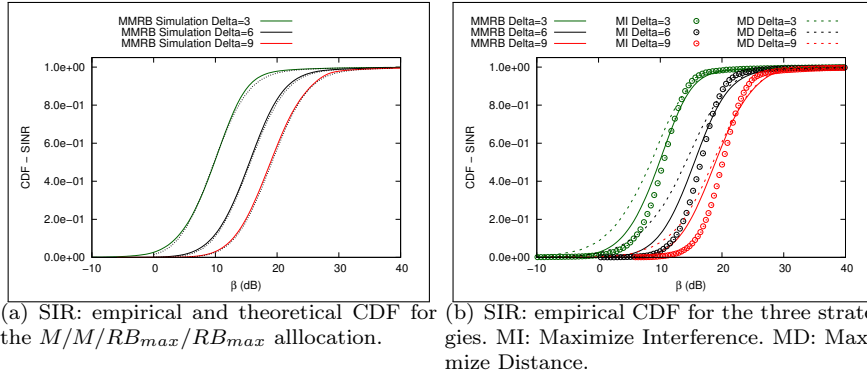 MMRB Simulation Delta=3
MMRB Simulation Delta=6
MMRB Simulation Delta=9
1.0e+00
8.0e−01
6.0e−01
4.0e−01
2.0e−01
0.0e+00
CDF − SINR
−10 0 10 20 30 40
β (dB)
(a) SIR: empirical and theoretical CDF for
the M/M/RBmax/RBmax alllocation.
MMRB Delta=3 MI Delta=3 MD Delta=3
MMRB Delta=6 MI Delta=6 MD Delta=6
MMRB Delta=9 MI Delta=9 MD Delta=9
1.0e+00
8.0e−01
6.0e−01
4.0e−01
2.0e−01
0.0e+00
CDF − SINR
−10 0 10 20 30 40
β (dB)
(b) SIR: empirical CDF for the three strate
gies. MI: Maximize Interference. MD: Max
mize Distance.